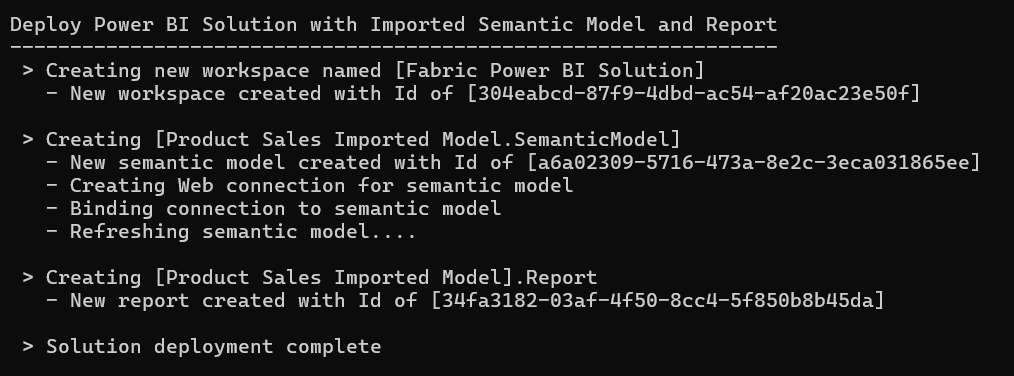 Deploy Power BI Solution with Imported Semantic Model and Report
----------------------------------------------------------------
> Creating new workspace named [Fabric Power BI Solution]
- New workspace created with Id of [304eabcd-87f9-4dbd-ac54-af20ac23e50f]
> Creating [Product Sales Imported Model.SemanticModel]
- New semantic model created with Id of [a6a02309-5716-473a-8e2c-3eca031865ee]
- Creating Web connection for semantic model
- Binding connection to semantic model
- Refreshing semantic model....
> Creating [Product Sales Imported Model].Report
- New report created with Id of [34fa3182-03af-4f50-8cc4-5f850b8b45da]
> Solution deployment complete